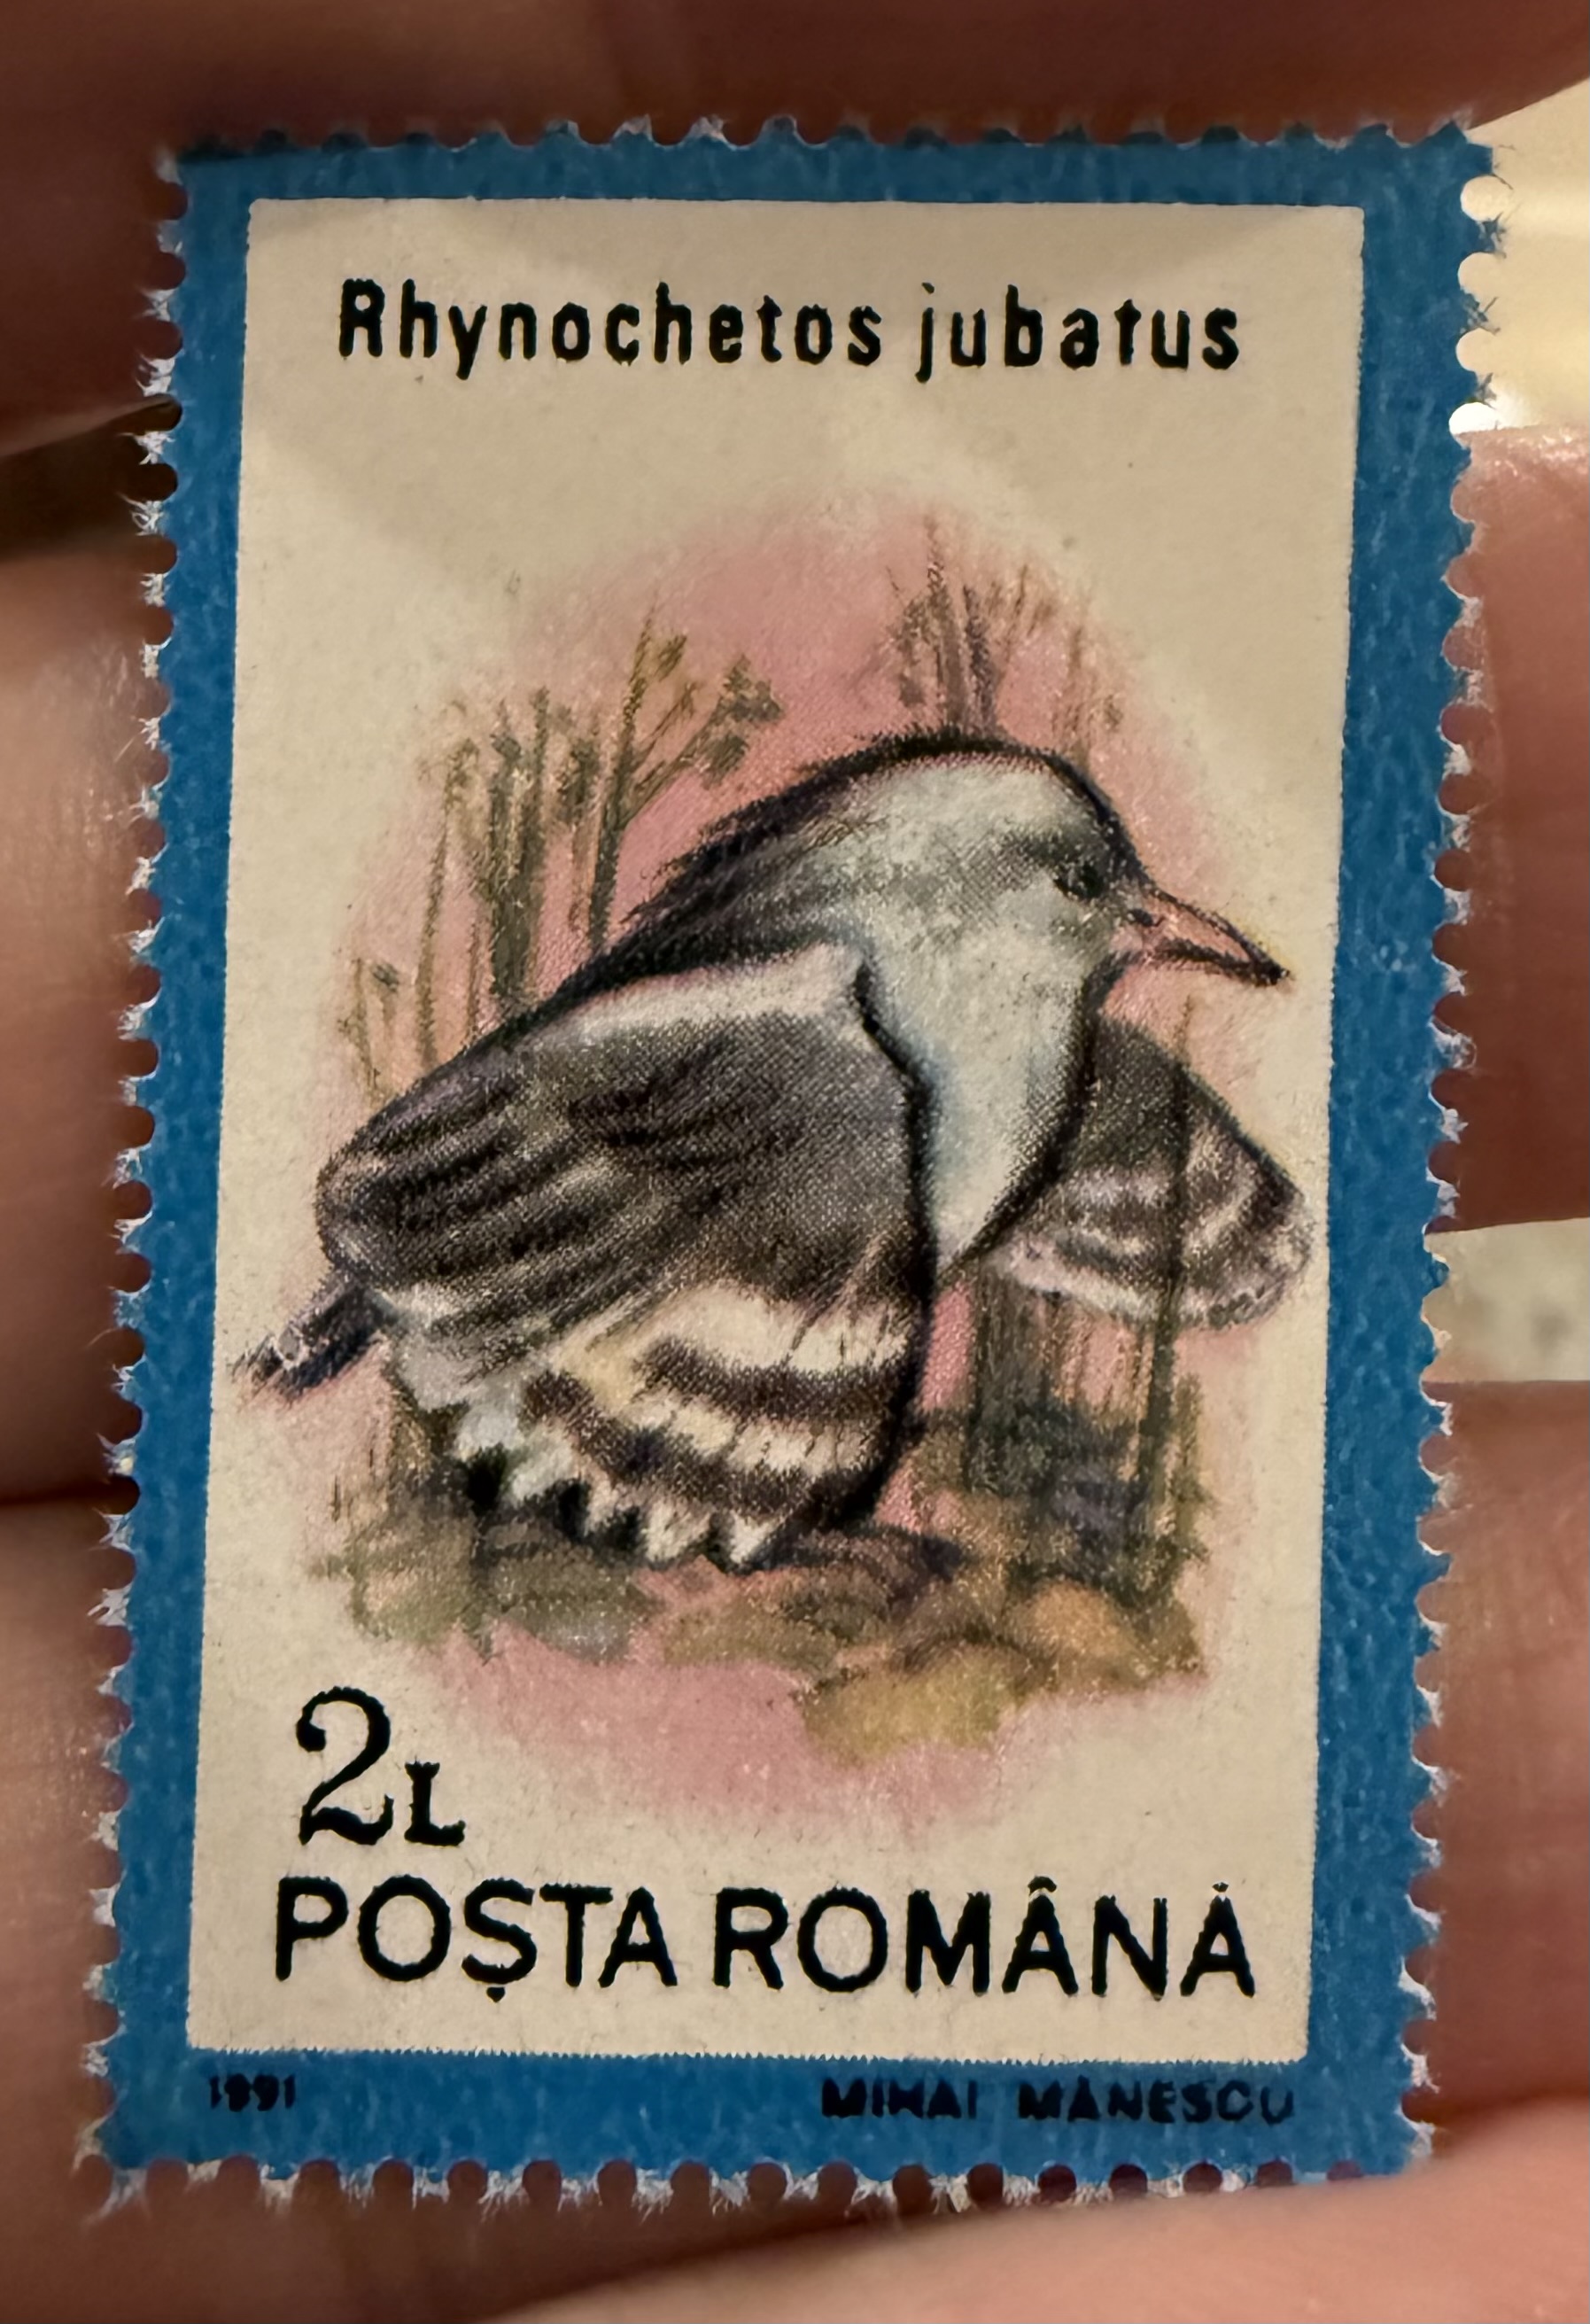 Rhynochetos jubatus
2L
POȘTA ROMÂNĂ
1991 MIHAI MĂNESCU